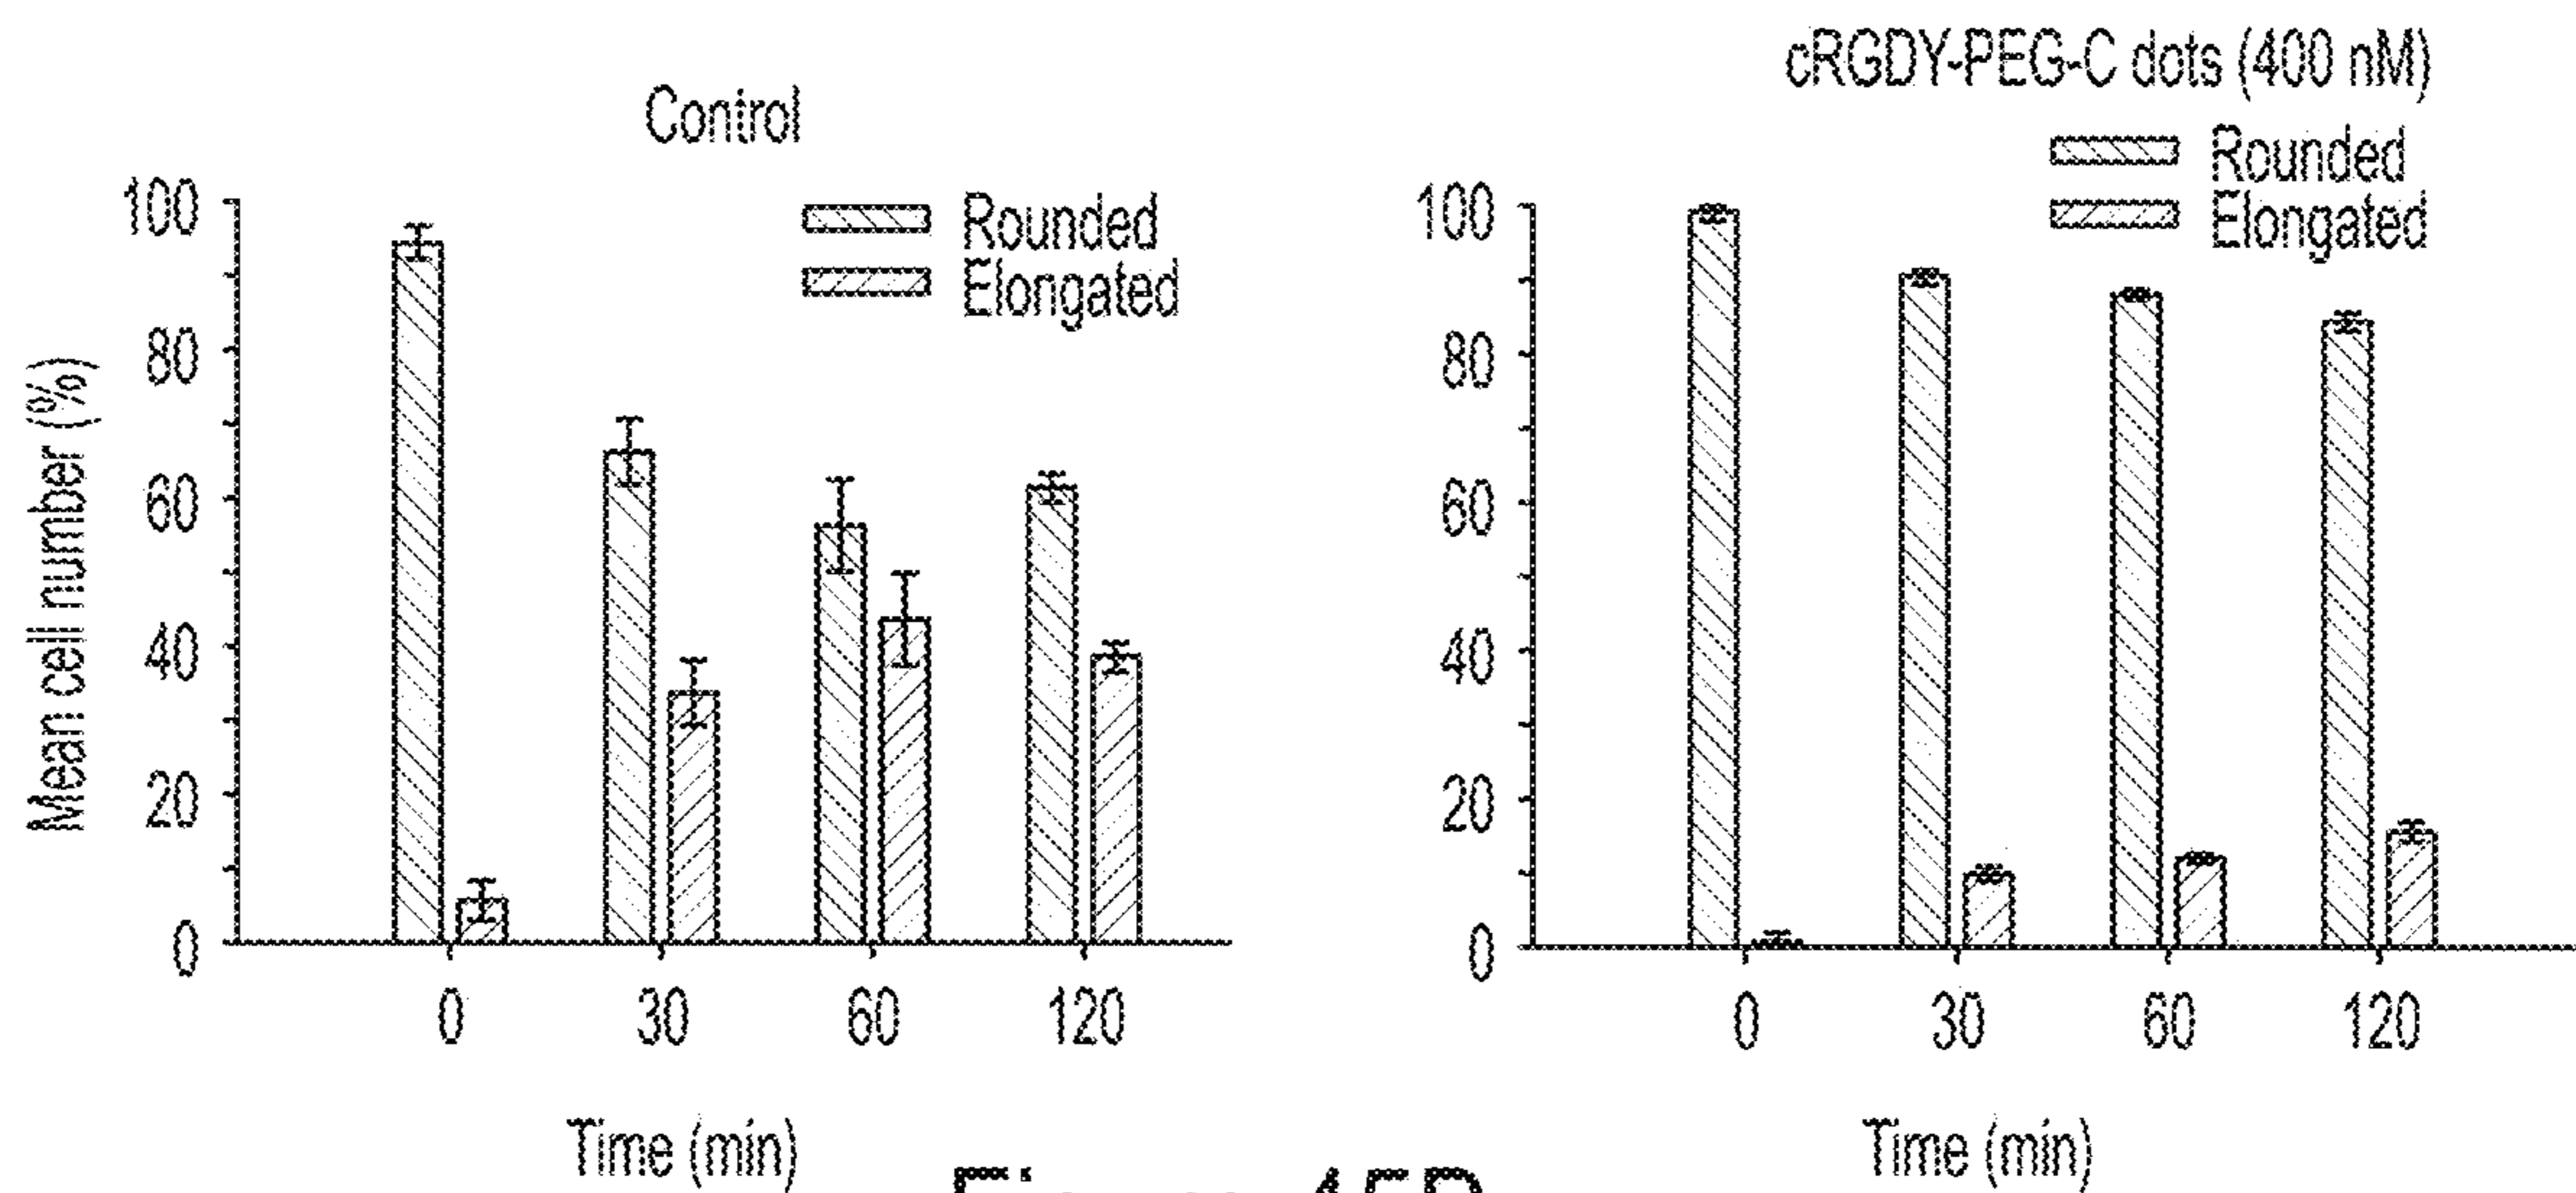 Control
Rounded
Elongated
Mean cell number (%)
100
80
60
40
20
0
0 30 60 120
Time (min)
cRGDY-PEG-C dots (400 nM)
Rounded
Elongated
100
80
60
40
20
0
0 30 60 120
Time (min)